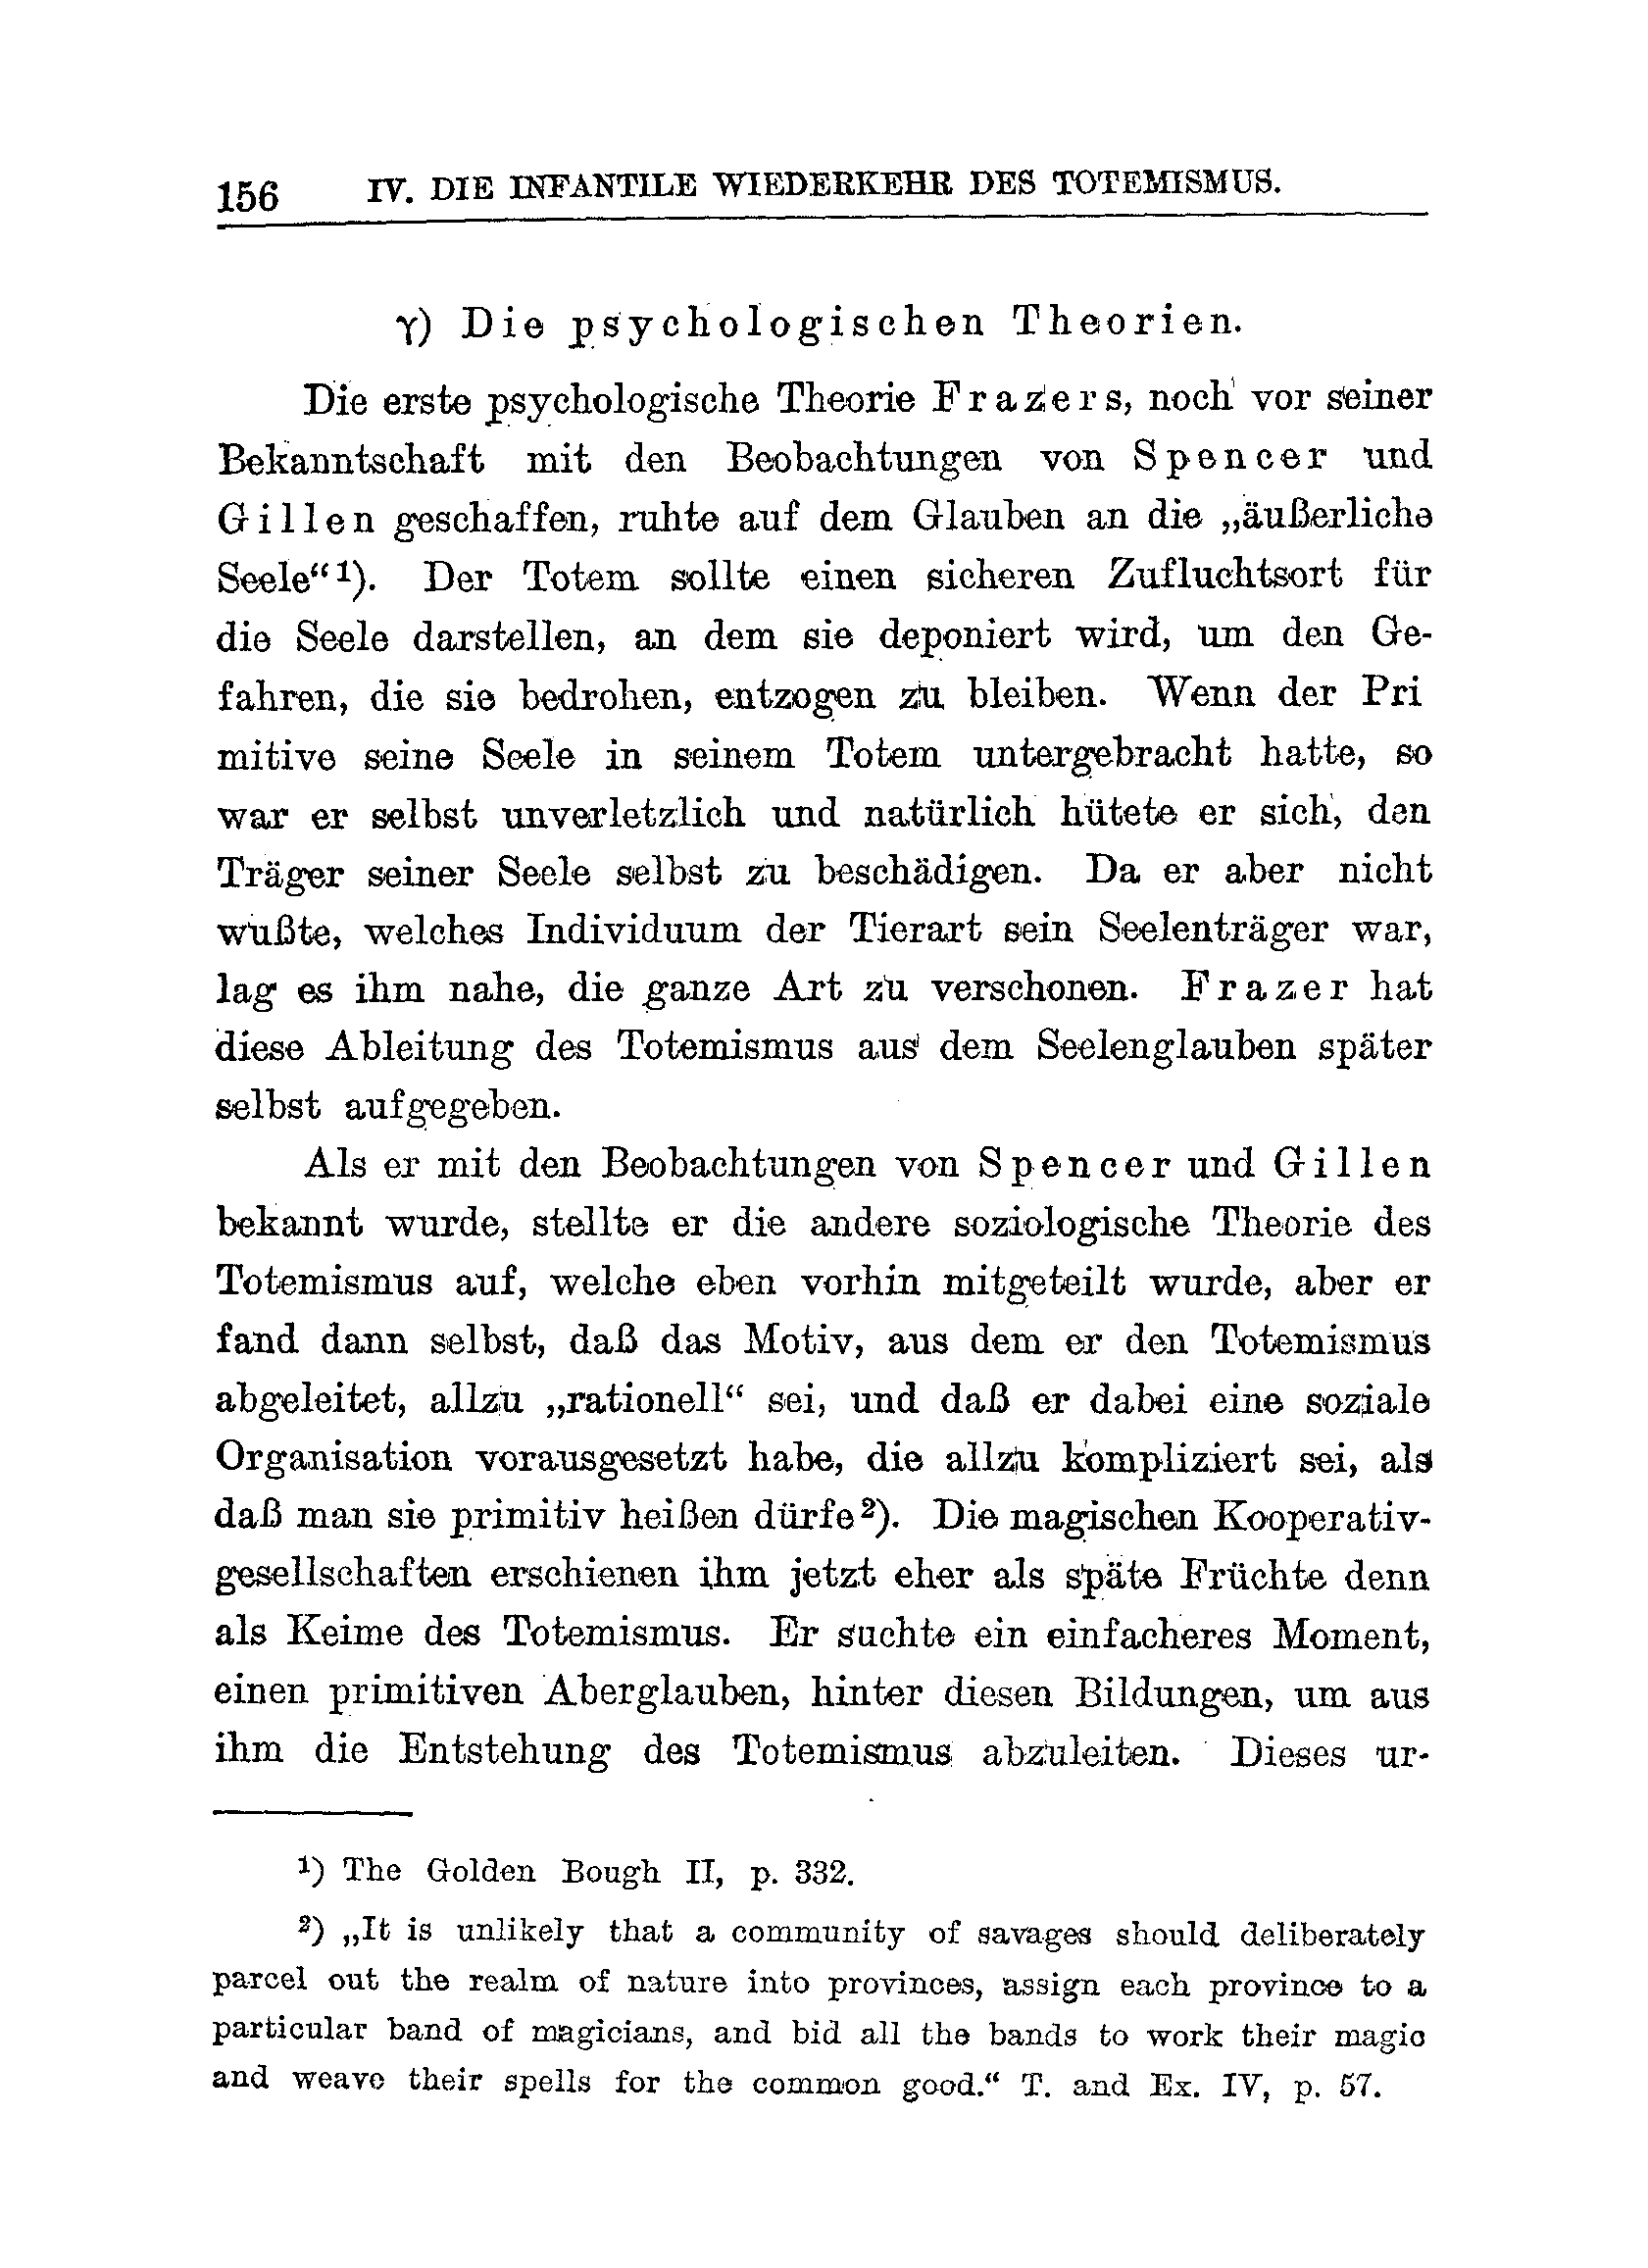 156 IV. DIE INFANTILE WIEDERKEHR DES TOTEMISMUS.
γ) Die psychologischen Theorien.
Die erste psychologische Theorie Frazers, noch vor seiner
Bekanntschaft mit den Beobachtungen von Spencer und
Gillen geschaffen, ruhte auf dem Glauben an die „äußerliche
Seele“¹). Der Totem sollte einen sicheren Zufluchtsort für
die Seele darstellen, an dem sie deponiert wird, um den Ge-
fahren, die sie bedrohen, entzogen zu bleiben. Wenn der Pri
mitive seine Seele in seinem Totem untergebracht hatte, so
war er selbst unverletzlich und natürlich hütete er sich, den
Träger seiner Seele selbst zu beschädigen. Da er aber nicht
wußte, welches Individuum der Tierart sein Seelenträger war,
lag es ihm nahe, die ganze Art zu verschonen. Frazer hat
diese Ableitung des Totemismus aus dem Seelenglauben später
selbst aufgegeben.
Als er mit den Beobachtungen von Spencer und Gillen
bekannt wurde, stellte er die andere soziologische Theorie des
Totemismus auf, welche eben vorhin mitgeteilt wurde, aber er
fand dann selbst, daß das Motiv, aus dem er den Totemismus
abgeleitet, allzu „rationell“ sei, und daß er dabei eine soziale
Organisation vorausgesetzt habe, die allzu kompliziert sei, als
daß man sie primitiv heißen dürfe²). Die magischen Kooperativ-
gesellschaften erschienen ihm jetzt eher als späte Früchte denn
als Keime des Totemismus. Er suchte ein einfacheres Moment,
einen primitiven Aberglauben, hinter diesen Bildungen, um aus
ihm die Entstehung des Totemismus abzuleiten. Dieses ur-
¹) The Golden Bough II, p. 332.
²) „It is unlikely that a community of savages should deliberately
parcel out the realm of nature into provinces, assign each province to a
particular band of magicians, and bid all the bands to work their magic
and weave their spells for the common good.“ T. and Ex. IV, p. 57.